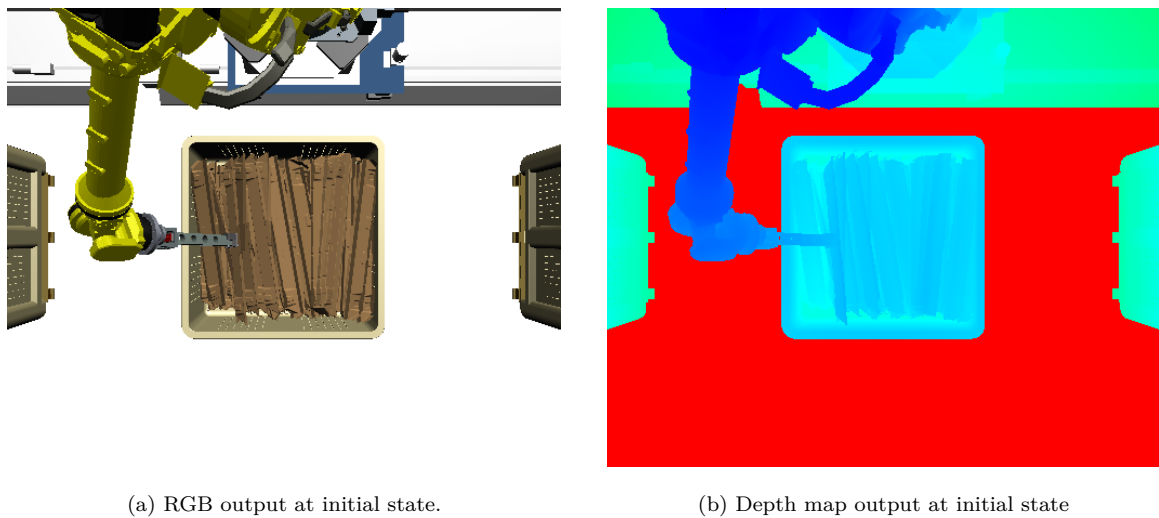 (a) RGB output at initial state.
(b) Depth map output at initial state